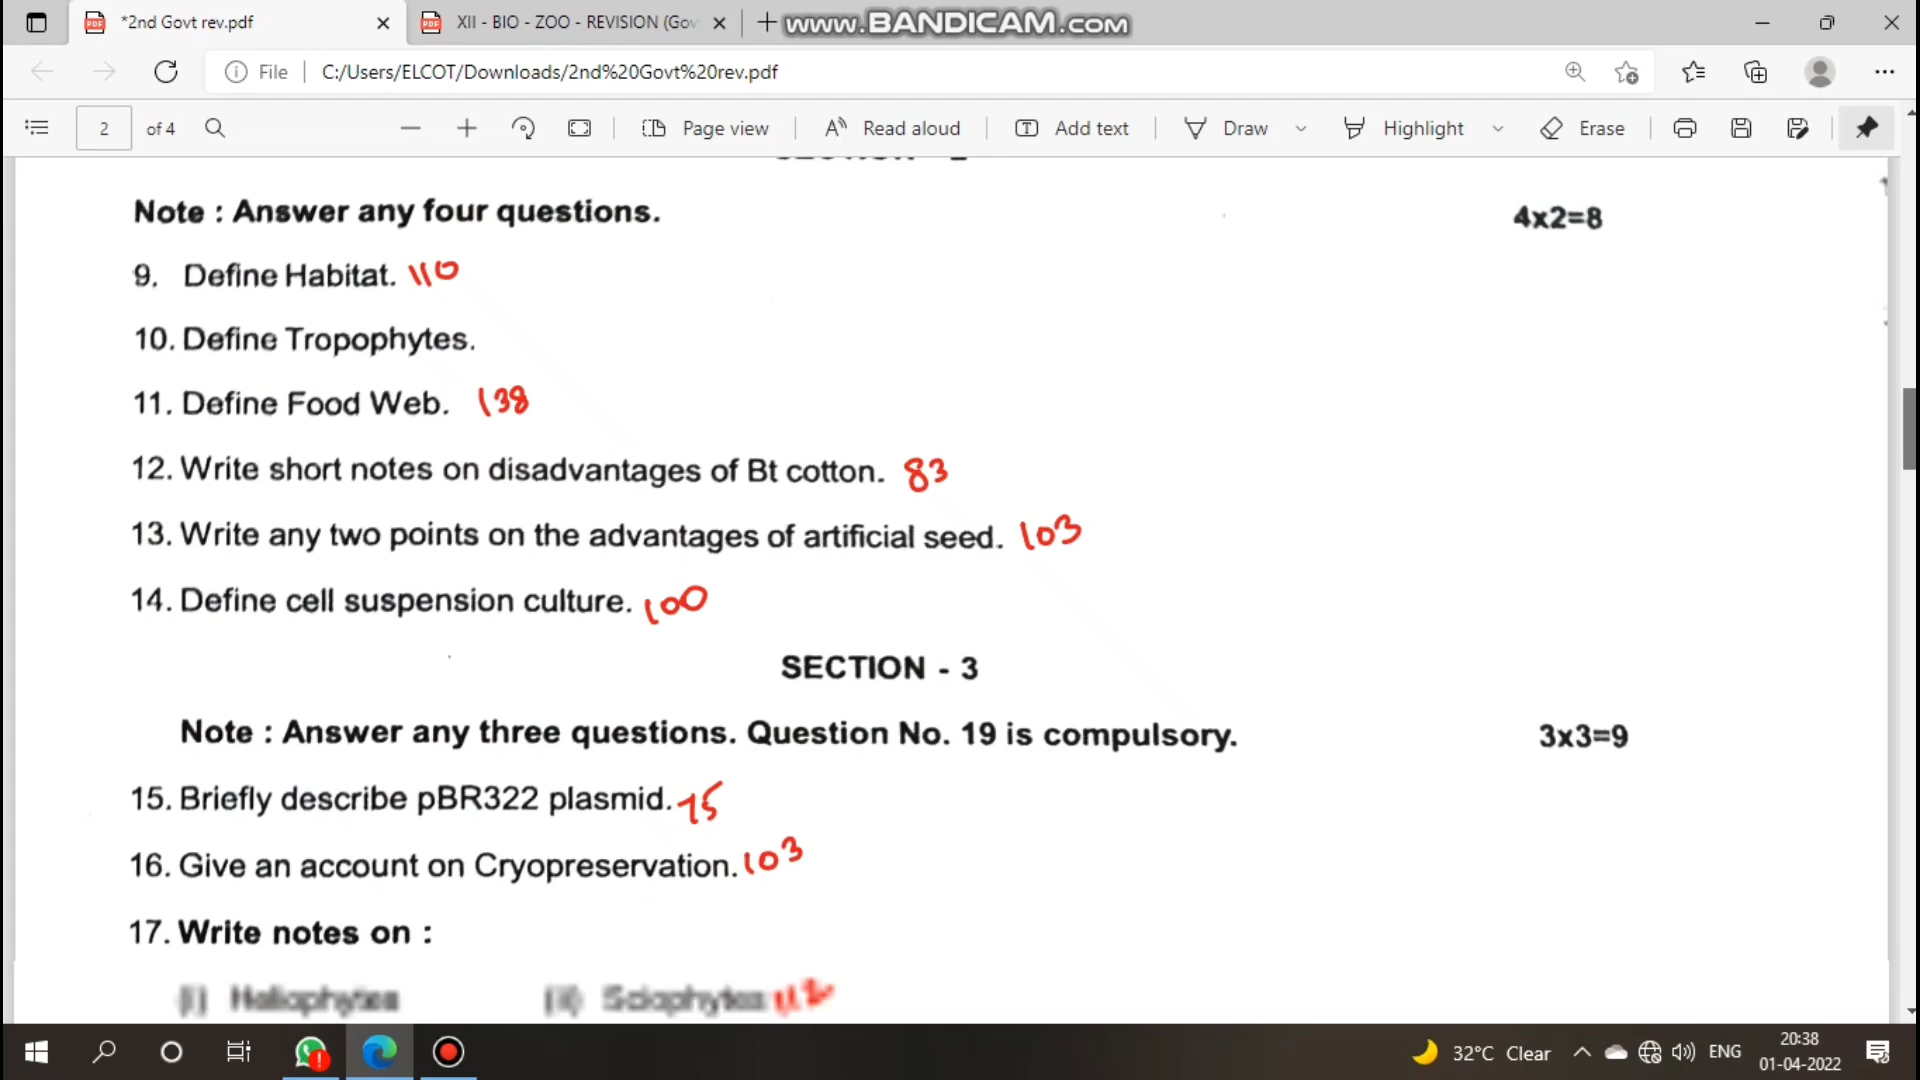 *2nd Govt rev.pdf
XII - BIO - ZOO - REVISION (Gov
www.BANDICAM.com
File
C:/Users/ELCOT/Downloads/2nd%20Govt%20rev.pdf
2 of 4
Page view
Read aloud
Add text
Draw
Highlight
Erase
Note : Answer any four questions. 4x2=8
9. Define Habitat. 110
10. Define Tropophytes.
11. Define Food Web. 138
12. Write short notes on disadvantages of Bt cotton. 83
13. Write any two points on the advantages of artificial seed. 103
14. Define cell suspension culture. 100
SECTION - 3
Note : Answer any three questions. Question No. 19 is compulsory. 3x3=9
15. Briefly describe pBR322 plasmid. 75
16. Give an account on Cryopreservation. 103
17. Write notes on :
(i) Heliophytes (ii) Sciophytes
32°C Clear
ENG
20:38
01-04-2022